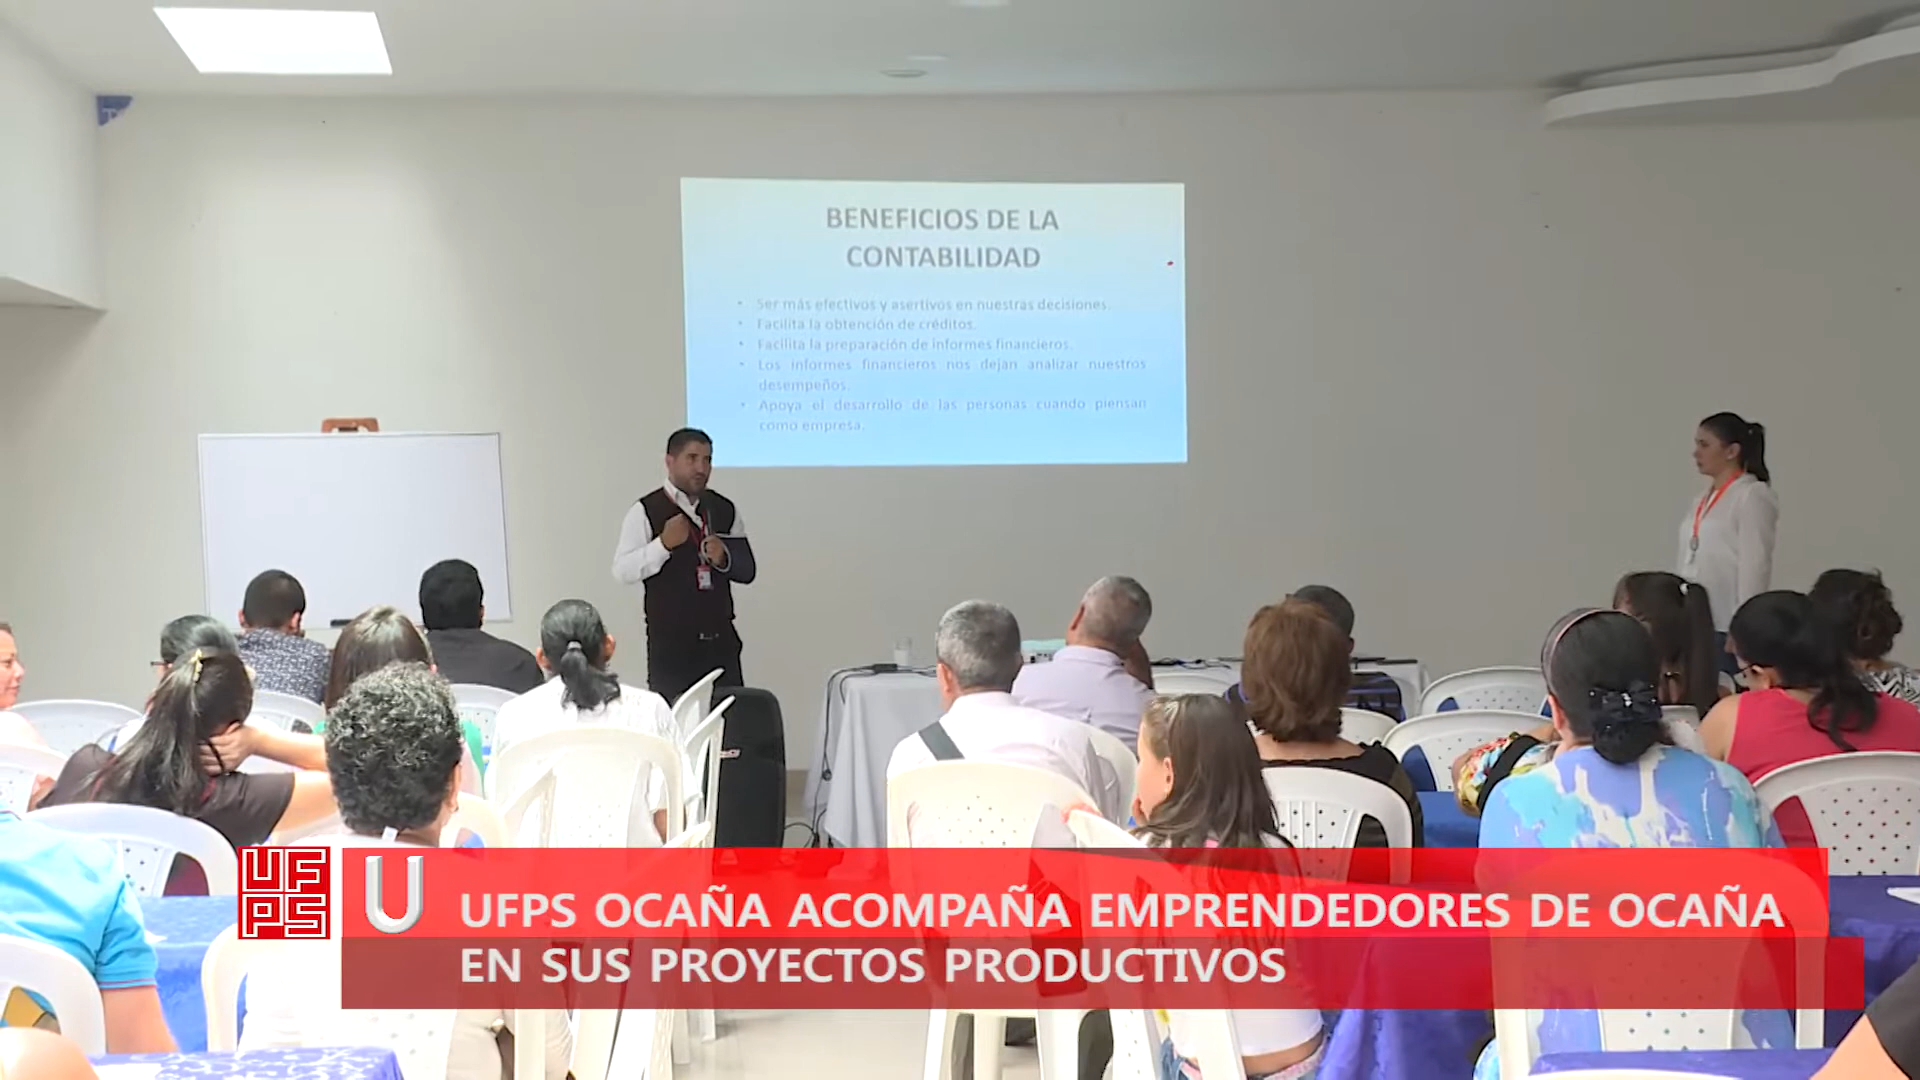 BENEFICIOS DE LA
CONTABILIDAD
• Ser más efectivos y asertivos en nuestras decisiones.
• Facilita la obtención de créditos.
• Facilita la preparación de informes financieros.
• Los informes financieros nos dejan analizar nuestros
desempeños.
• Apoya el desarrollo de las personas cuando piensan
como empresa.
UF
PS
U
UFPS OCAÑA ACOMPAÑA EMPRENDEDORES DE OCAÑA
EN SUS PROYECTOS PRODUCTIVOS